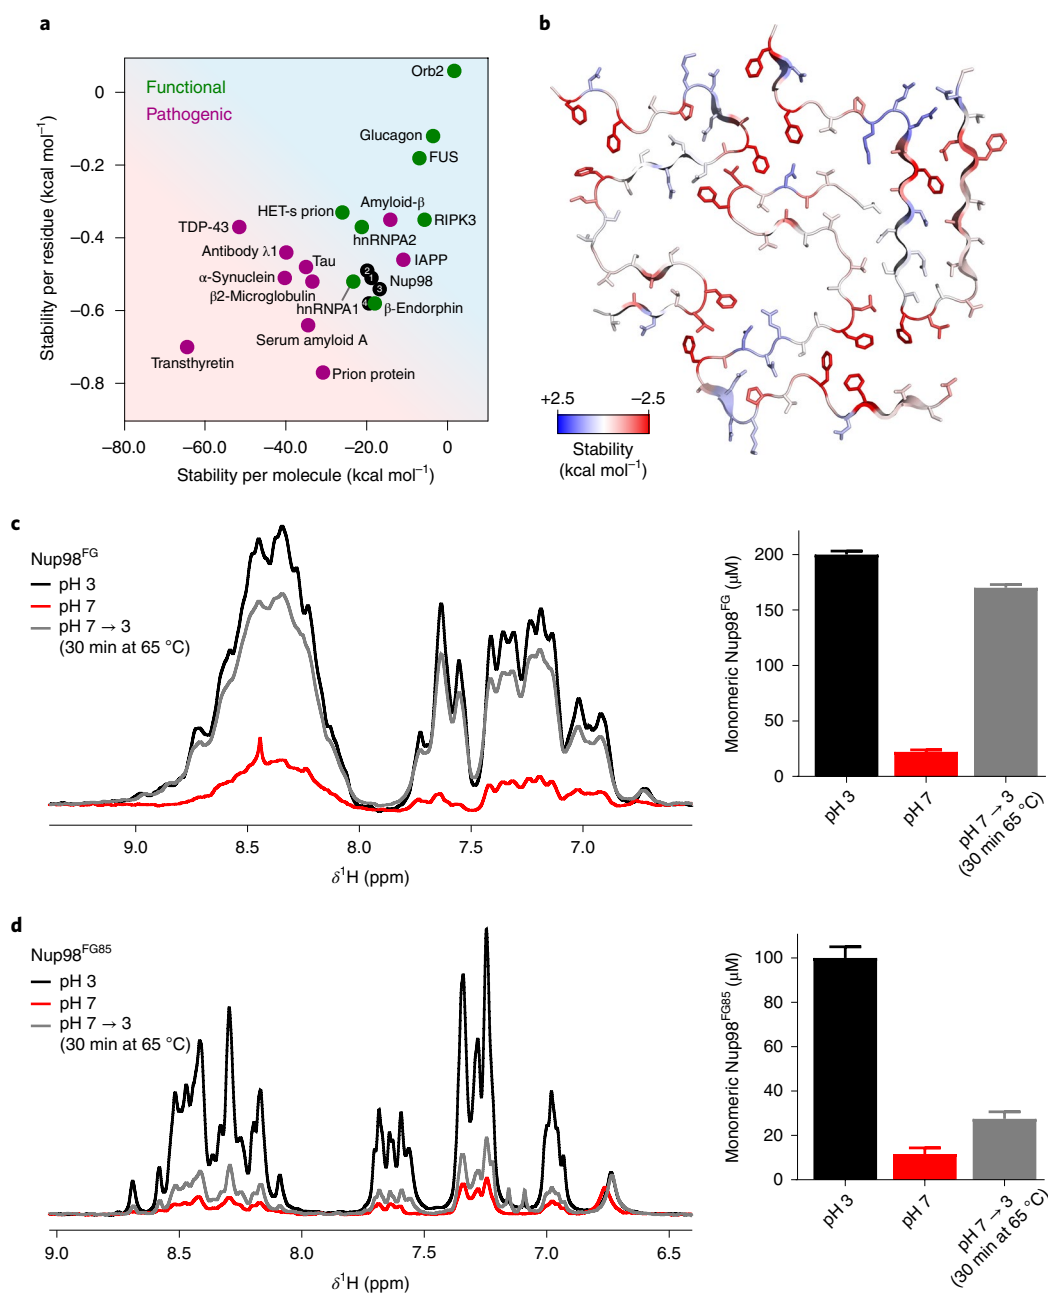 a
Functional
Pathogenic
Orb2
Glucagon
FUS
Amyloid-β
HET-s prion
RIPK3
TDP-43
hnRNPA2
Antibody λ1
Tau
IAPP
α-Synuclein
Nup98
β2-Microglobulin
hnRNPA1
β-Endorphin
Serum amyloid A
Transthyretin
Prion protein
2
1
3
0
−0.2
−0.4
−0.6
−0.8
Stability per residue (kcal mol⁻¹)
−80.0 −60.0 −40.0 −20.0 0
Stability per molecule (kcal mol⁻¹)
b
+2.5 −2.5
Stability
(kcal mol⁻¹)
c
Nup98ᶠᴳ
pH 3
pH 7
pH 7 → 3
(30 min at 65 °C)
9.0 8.5 8.0 7.5 7.0
δ¹H (ppm)
Monomeric Nup98ᶠᴳ (μM)
200
150
100
50
0
pH 3
pH 7
pH 7 → 3
(30 min 65 °C)
d
Nup98ᶠᴳ⁸⁵
pH 3
pH 7
pH 7 → 3
(30 min at 65 °C)
9.0 8.5 8.0 7.5 7.0 6.5
δ¹H (ppm)
Monomeric Nup98ᶠᴳ⁸⁵ (μM)
100
80
60
40
20
0
pH 3
pH 7
pH 7 → 3
(30 min at 65 °C)